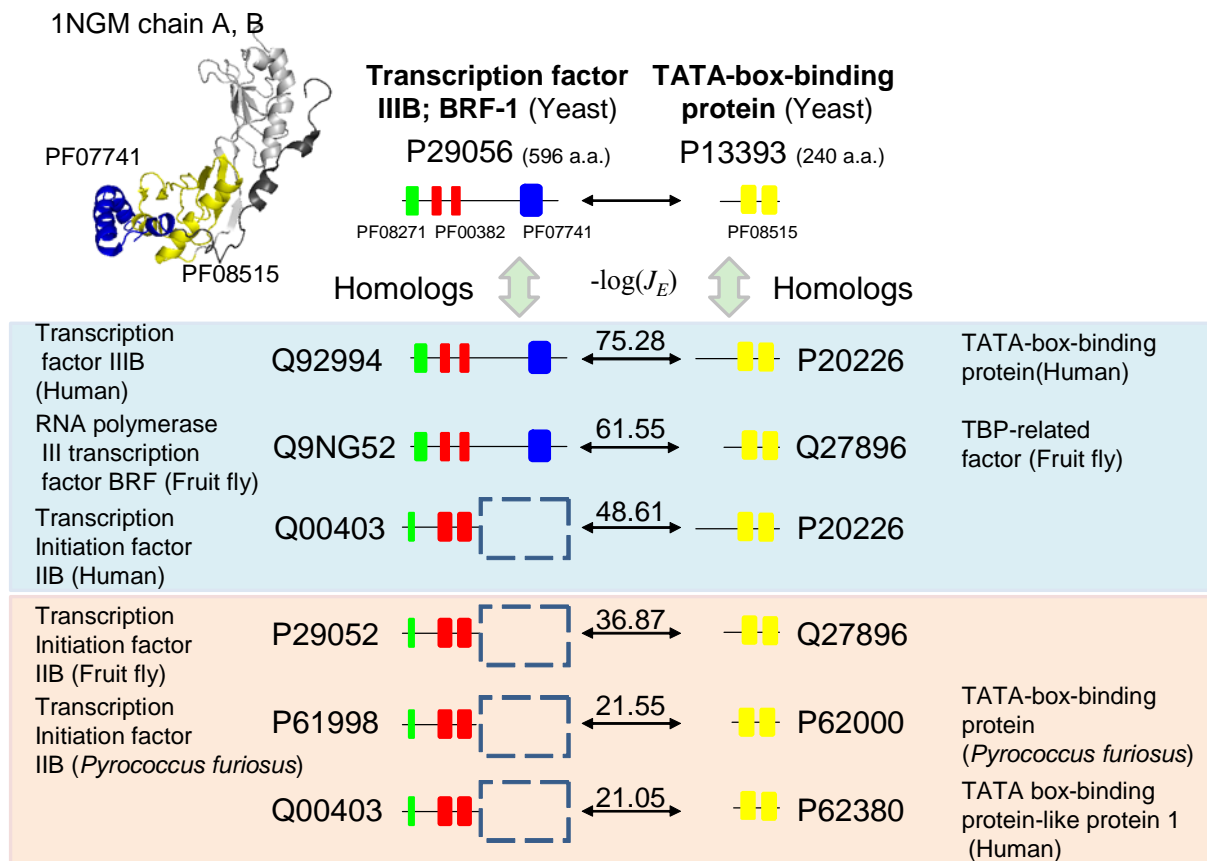 1NGM chain A, B
PF07741
PF08515
Transcription factor
IIIB; BRF-1 (Yeast)
P29056 (596 a.a.)
TATA-box-binding
protein (Yeast)
P13393 (240 a.a.)
PF08271 PF00382 PF07741
PF08515
Homologs
-log(J_E)
Homologs
Transcription
factor IIIB
(Human)
Q92994
75.28
P20226
TATA-box-binding
protein(Human)
RNA polymerase
III transcription
factor BRF (Fruit fly)
Q9NG52
61.55
Q27896
TBP-related
factor (Fruit fly)
Transcription
Initiation factor
IIB (Human)
Q00403
48.61
P20226
Transcription
Initiation factor
IIB (Fruit fly)
P29052
36.87
Q27896
Transcription
Initiation factor
IIB (Pyrococcus furiosus)
P61998
21.55
P62000
TATA-box-binding
protein
(Pyrococcus furiosus)
Q00403
21.05
P62380
TATA box-binding
protein-like protein 1
(Human)